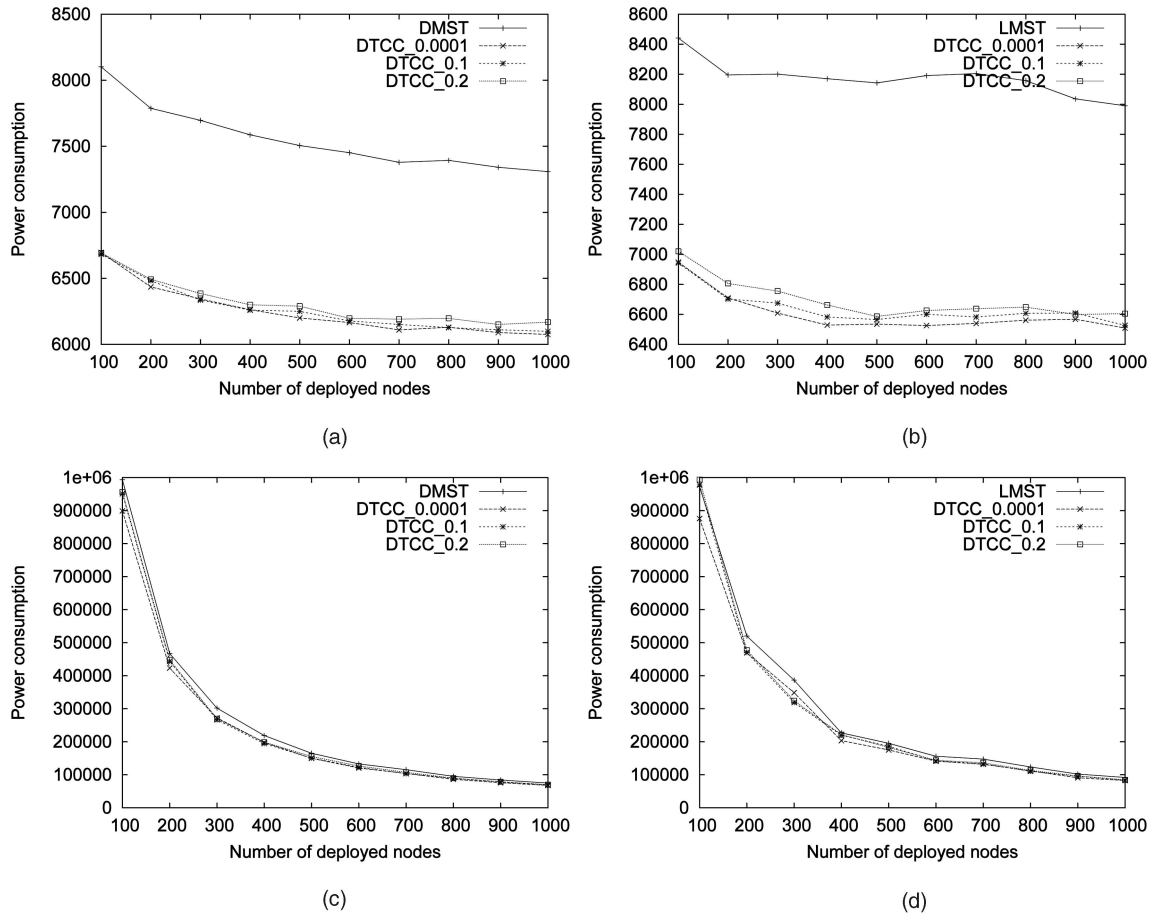 8500
8000
7500
7000
6500
6000
Power consumption
DMST
DTCC_0.0001
DTCC_0.1
DTCC_0.2
100 200 300 400 500 600 700 800 900 1000
Number of deployed nodes
(a)
8600
8400
8200
8000
7800
7600
7400
7200
7000
6800
6600
6400
Power consumption
LMST
DTCC_0.0001
DTCC_0.1
DTCC_0.2
100 200 300 400 500 600 700 800 900 1000
Number of deployed nodes
(b)
1e+06
900000
800000
700000
600000
500000
400000
300000
200000
100000
0
Power consumption
DMST
DTCC_0.0001
DTCC_0.1
DTCC_0.2
100 200 300 400 500 600 700 800 900 1000
Number of deployed nodes
(c)
1e+06
900000
800000
700000
600000
500000
400000
300000
200000
100000
0
Power consumption
LMST
DTCC_0.0001
DTCC_0.1
DTCC_0.2
100 200 300 400 500 600 700 800 900 1000
Number of deployed nodes
(d)